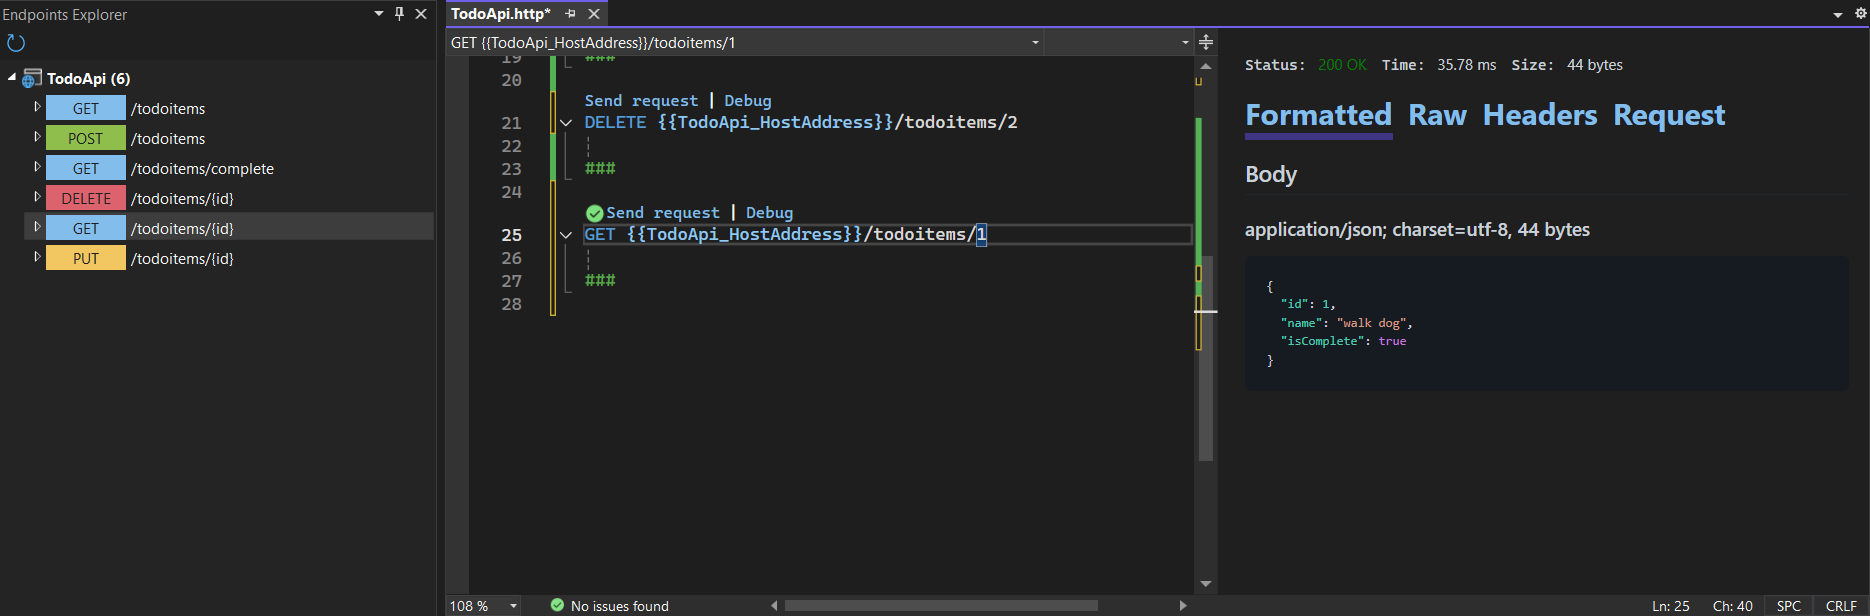 Endpoints Explorer
TodoApi (6)
GET /todoitems
POST /todoitems
GET /todoitems/complete
DELETE /todoitems/{id}
GET /todoitems/{id}
PUT /todoitems/{id}
TodoApi.http*
GET {{TodoApi_HostAddress}}/todoitems/1
19 ###
20
Send request | Debug
21 DELETE {{TodoApi_HostAddress}}/todoitems/2
22
23 ###
24
Send request | Debug
25 GET {{TodoApi_HostAddress}}/todoitems/1
26
27 ###
28
108 % No issues found
Status: 200 OK Time: 35.78 ms Size: 44 bytes
Formatted Raw Headers Request
Body
application/json; charset=utf-8, 44 bytes
{
"id": 1,
"name": "walk dog",
"isComplete": true
}
Ln: 25 Ch: 40 SPC CRLF